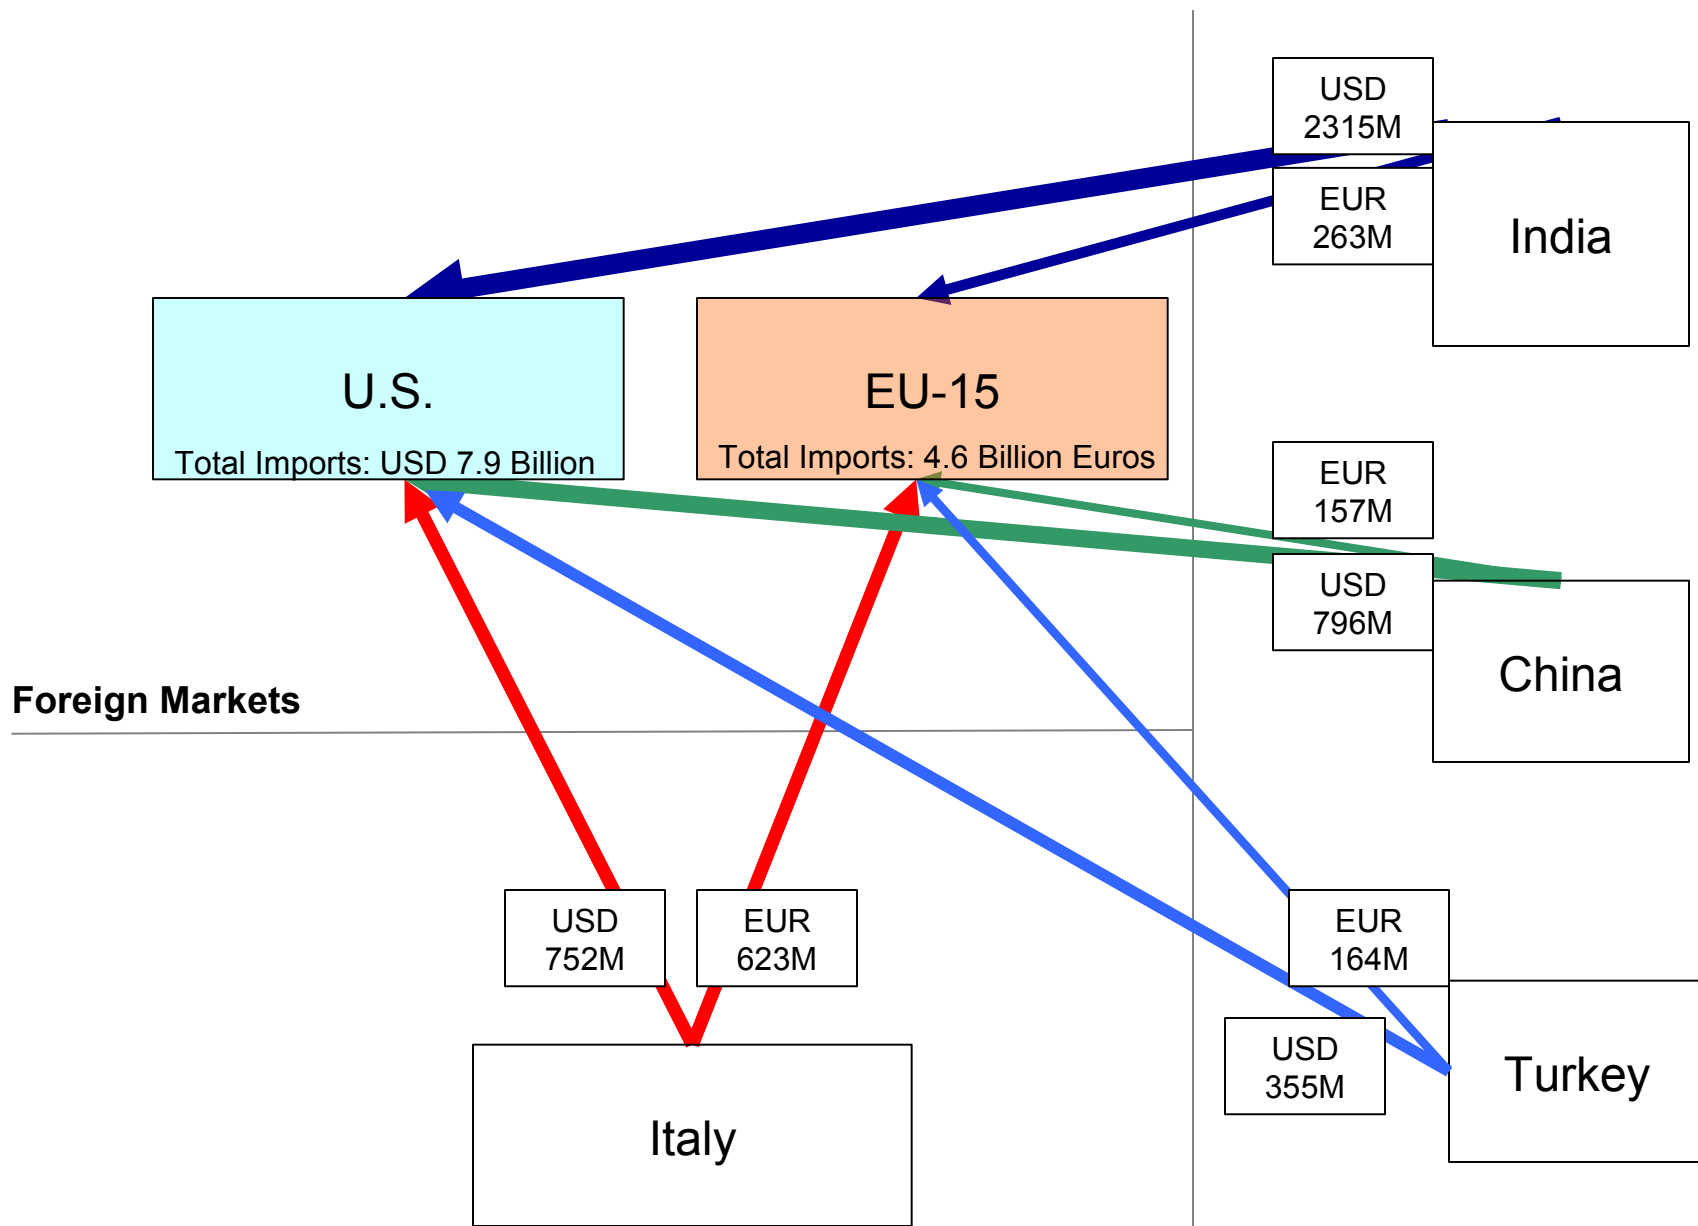 USD
2315M
EUR
263M
India
U.S.
Total Imports: USD 7.9 Billion
EU-15
Total Imports: 4.6 Billion Euros
EUR
157M
USD
796M
China
Foreign Markets
USD
752M
EUR
623M
EUR
164M
USD
355M
Turkey
Italy